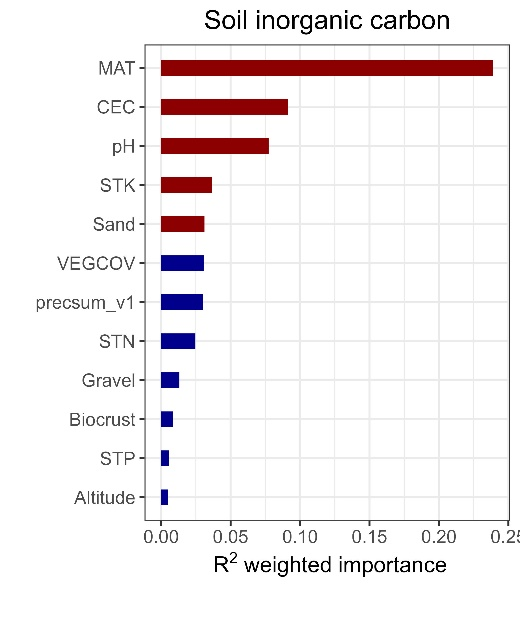 Soil inorganic carbon
MAT
CEC
pH
STK
Sand
VEGCOV
precsum_v1
STN
Gravel
Biocrust
STP
Altitude
0.00 0.05 0.10 0.15 0.20 0.25
R² weighted importance